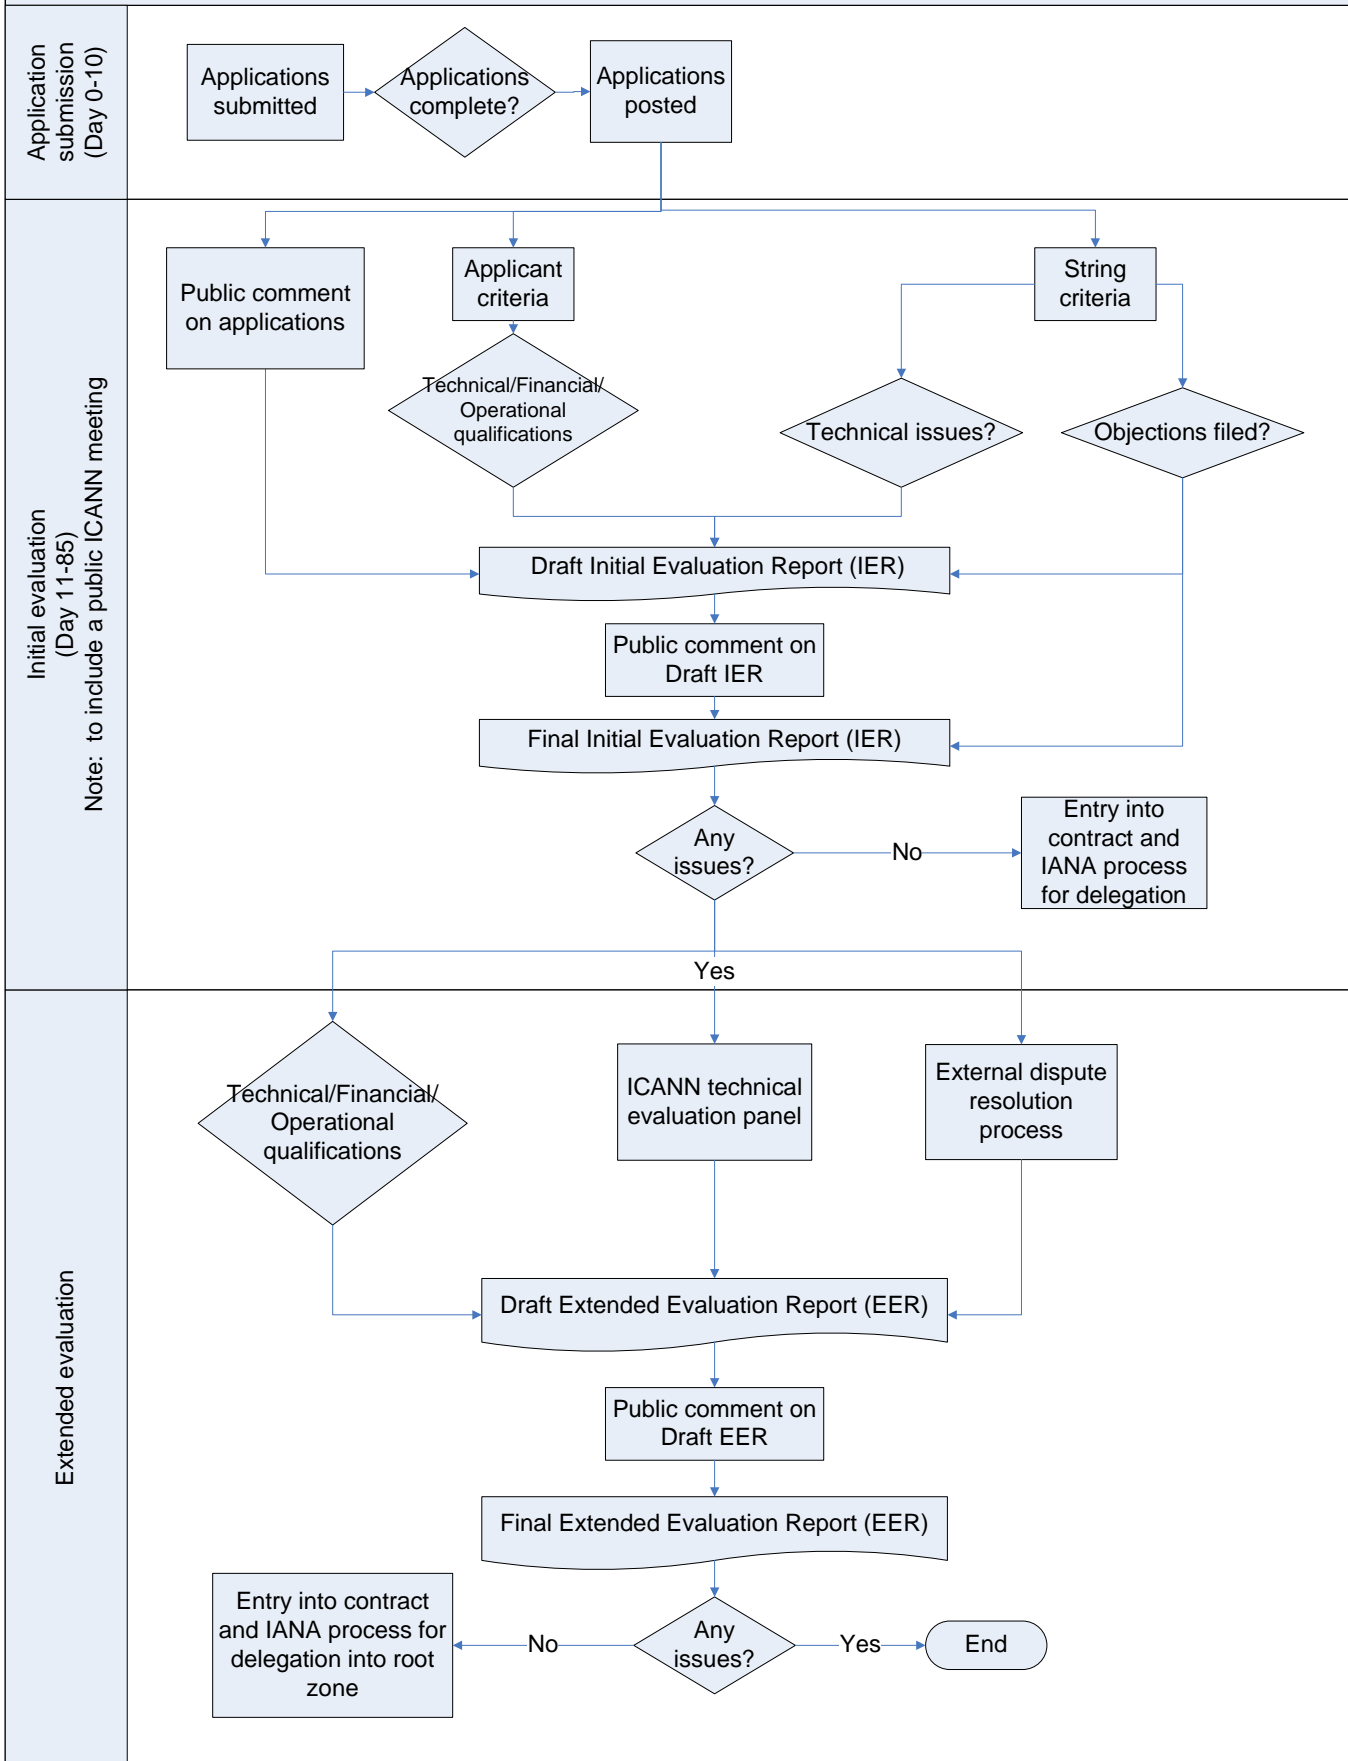 Application
submission
(Day 0-10)
Applications
submitted
Applications
complete?
Applications
posted
Initial evaluation
(Day 11-85)
Note:  to include a public ICANN meeting
Public comment
on applications
Applicant
criteria
String
criteria
Technical/Financial/
Operational
qualifications
Technical issues?
Objections filed?
Draft Initial Evaluation Report (IER)
Public comment on
Draft IER
Final Initial Evaluation Report (IER)
Any
issues?
No
Entry into
contract and
IANA process
for delegation
Yes
Extended evaluation
Technical/Financial/
Operational
qualifications
ICANN technical
evaluation panel
External dispute
resolution
process
Draft Extended Evaluation Report (EER)
Public comment on
Draft EER
Final Extended Evaluation Report (EER)
Entry into contract
and IANA process for
delegation into root
zone
No
Any
issues?
Yes
End